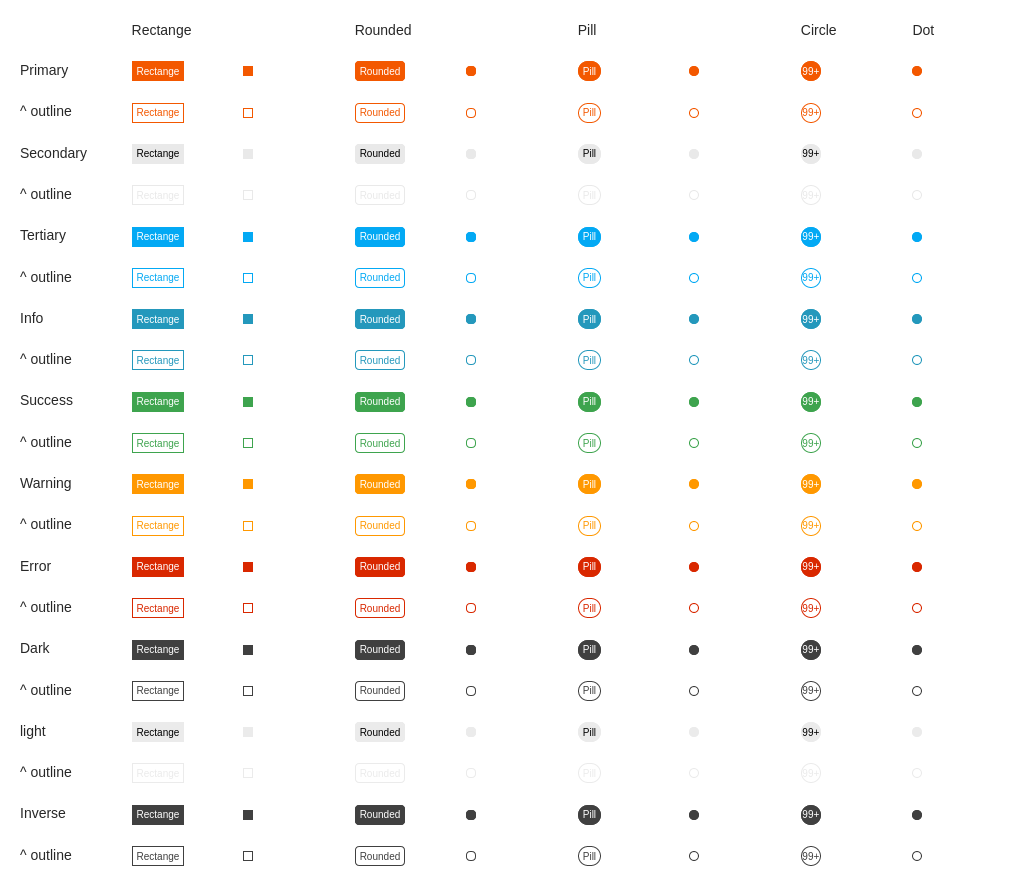 Rectange Rounded Pill Circle Dot
Primary Rectange Rounded Pill 99+
^ outline Rectange Rounded Pill 99+
Secondary Rectange Rounded Pill 99+
^ outline Rectange Rounded Pill 99+
Tertiary Rectange Rounded Pill 99+
^ outline Rectange Rounded Pill 99+
Info Rectange Rounded Pill 99+
^ outline Rectange Rounded Pill 99+
Success Rectange Rounded Pill 99+
^ outline Rectange Rounded Pill 99+
Warning Rectange Rounded Pill 99+
^ outline Rectange Rounded Pill 99+
Error Rectange Rounded Pill 99+
^ outline Rectange Rounded Pill 99+
Dark Rectange Rounded Pill 99+
^ outline Rectange Rounded Pill 99+
light Rectange Rounded Pill 99+
^ outline Rectange Rounded Pill 99+
Inverse Rectange Rounded Pill 99+
^ outline Rectange Rounded Pill 99+